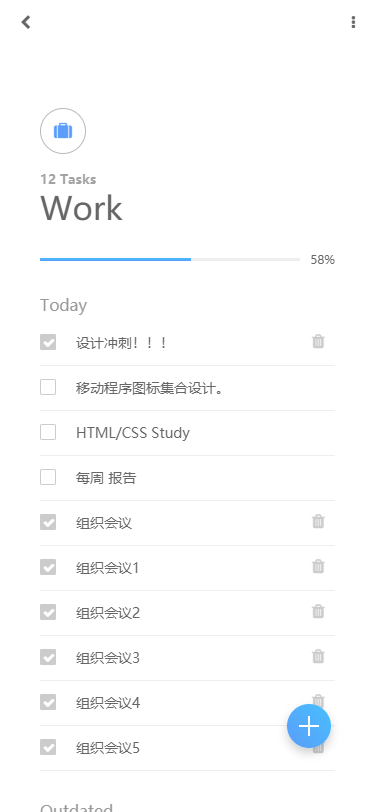 12 Tasks
Work
58%
Today
设计冲刺！！！
移动程序图标集合设计。
HTML/CSS Study
每周 报告
组织会议
组织会议1
组织会议2
组织会议3
组织会议4
组织会议5
Outdated